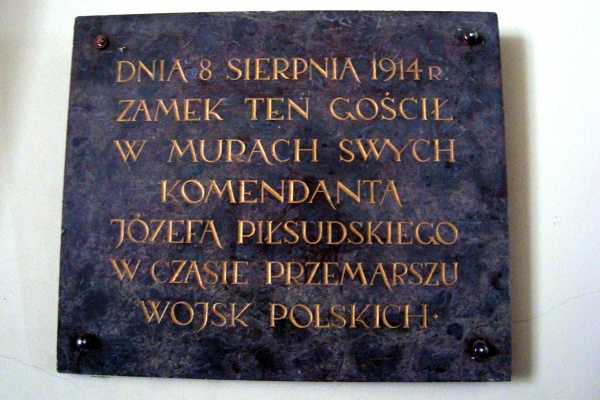 DNIA 8 SIERPNIA 1914 R.
ZAMEK TEN GOŚCIŁ
W MURACH SWYCH
KOMENDANTA
JÓZEFA PIŁSUDSKIEGO
W CZASIE PRZEMARSZU
WOJSK POLSKICH·